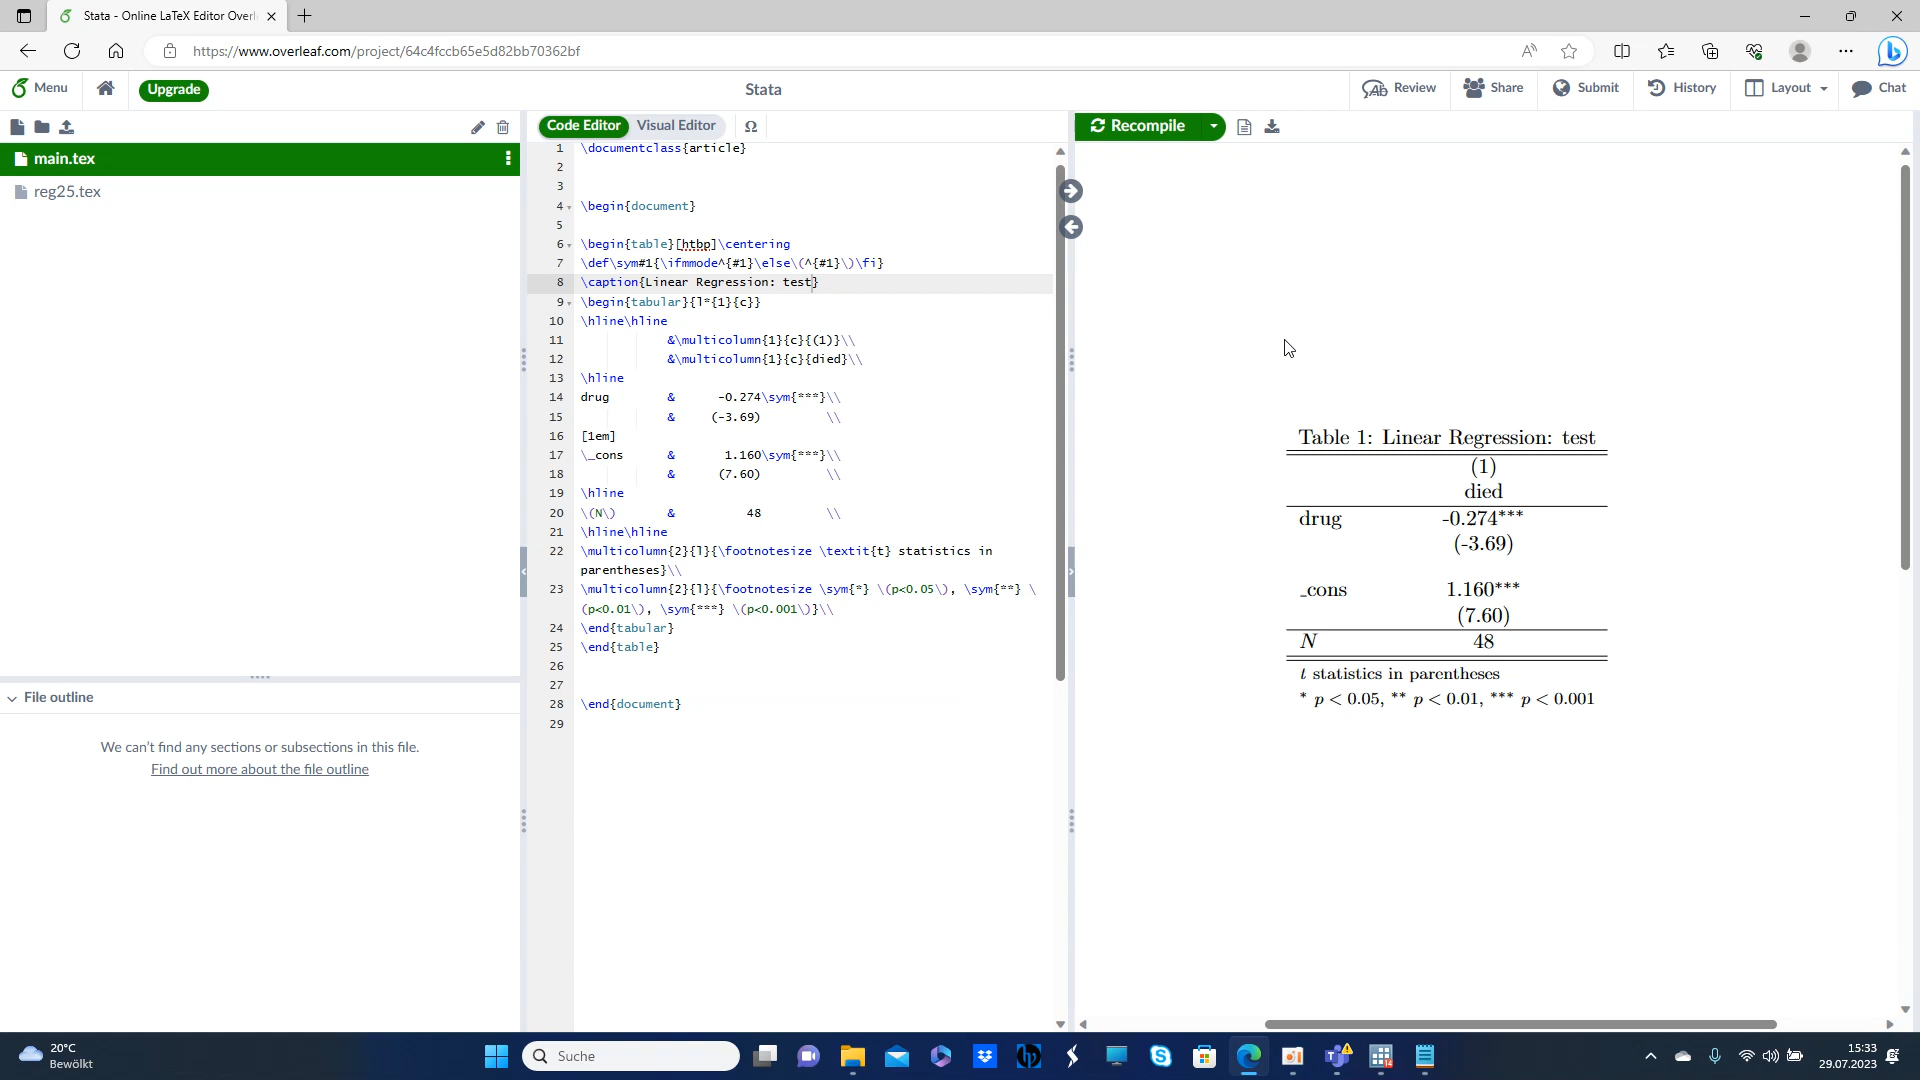 Stata - Online LaTeX Editor Overl
https://www.overleaf.com/project/64c4fccb65e5d82bb70362bf
Menu
Upgrade
Stata
Review
Share
Submit
History
Layout
Chat
main.tex
reg25.tex
File outline
We can't find any sections or subsections in this file.
Find out more about the file outline
Code Editor
Visual Editor
Ω
1 \documentclass{article}
2
3
4 \begin{document}
5
6 \begin{table}[htbp]\centering
7 \def\sym#1{\ifmmode^{#1}\else\(^{#1}\)\fi}
8 \caption{Linear Regression: test}
9 \begin{tabular}{l*{1}{c}}
10 \hline\hline
11 &\multicolumn{1}{c}{(1)}\\
12 &\multicolumn{1}{c}{died}\\
13 \hline
14 drug & -0.274\sym{***}\\
15 & (-3.69) \\
16 [1em]
17 \_cons & 1.160\sym{***}\\
18 & (7.60) \\
19 \hline
20 \(N\) & 48 \\
21 \hline\hline
22 \multicolumn{2}{l}{\footnotesize \textit{t} statistics in
parentheses}\\
23 \multicolumn{2}{l}{\footnotesize \sym{*} \(p<0.05\), \sym{**} \
(p<0.01\), \sym{***} \(p<0.001\)}\\
24 \end{tabular}
25 \end{table}
26
27
28 \end{document}
29
Recompile
Table 1: Linear Regression: test
(1)
died
drug -0.274***
(-3.69)
_cons 1.160***
(7.60)
N 48
t statistics in parentheses
* p < 0.05, ** p < 0.01, *** p < 0.001
20°C
Bewölkt
Suche
15:33
29.07.2023